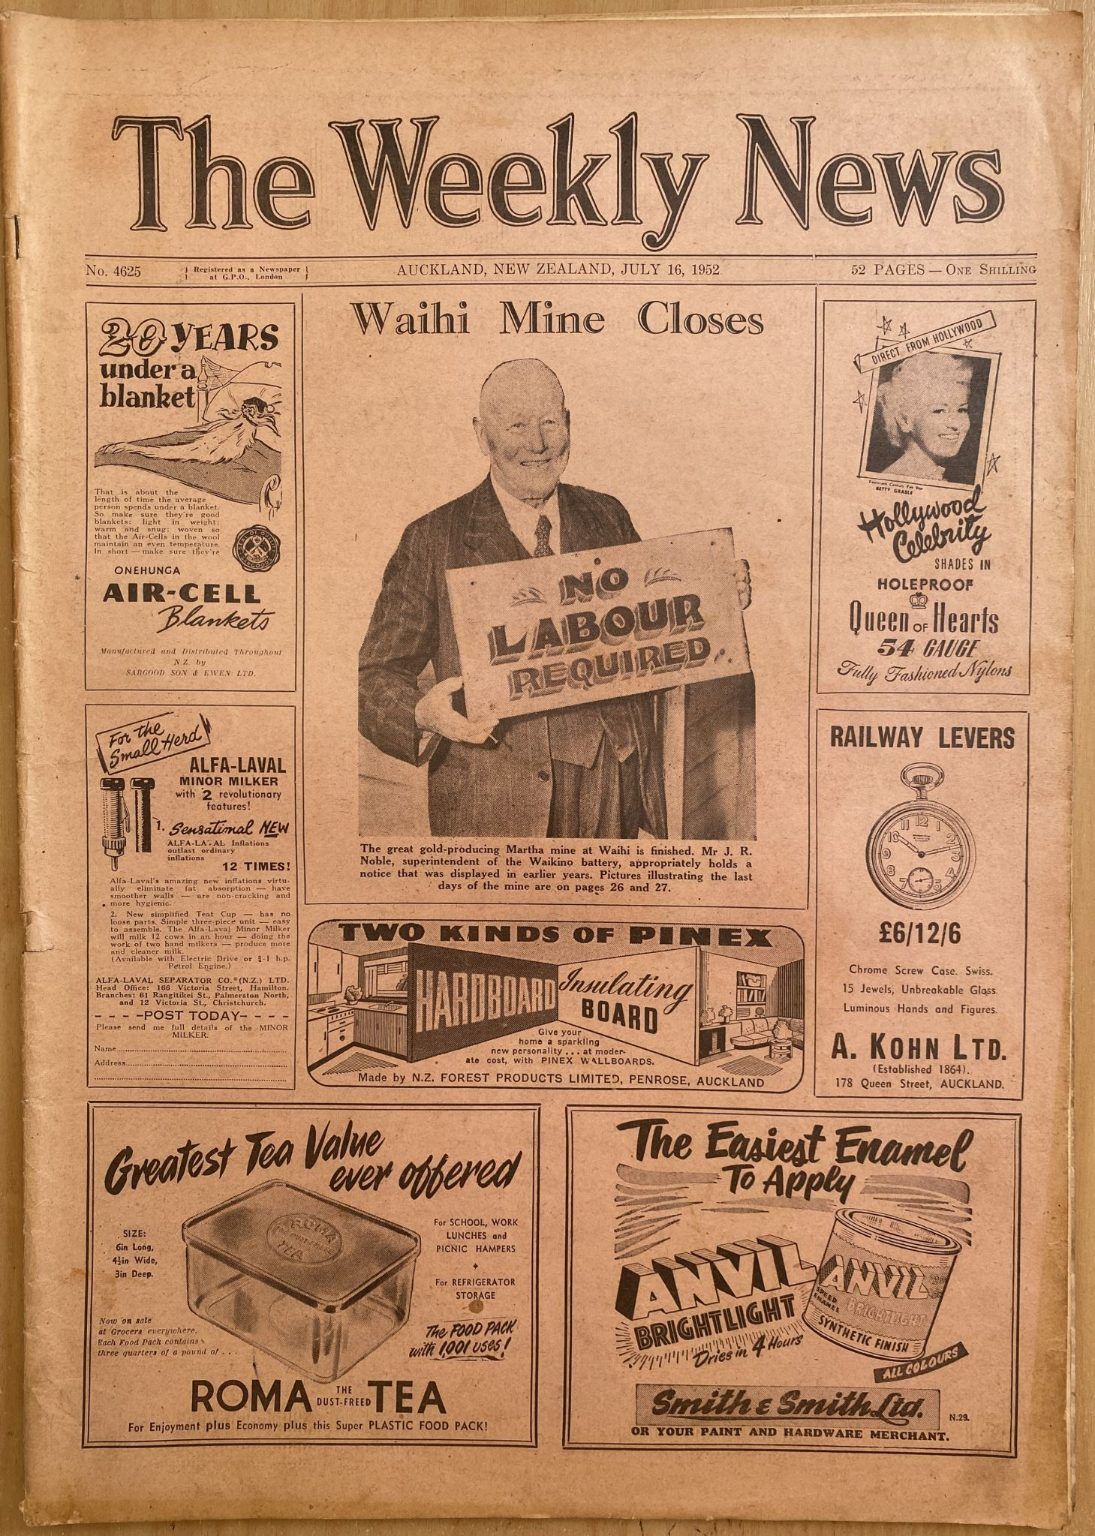 The Weekly News
No. 4625
Registered as a Newspaper
at G.P.O., London
AUCKLAND, NEW ZEALAND, JULY 16, 1952
52 PAGES — ONE SHILLING
20 YEARS
under a
blanket
That is about the
length of time the average
person spends under a blanket.
So make sure they're good
blankets: light in weight;
warm and snug; woven so
that the Air-Cells in the wool
maintain an even temperature.
In short — make sure they're
ONEHUNGA
AIR-CELL
Blankets
Manufactured and Distributed Throughout
N.Z. by
SARGOOD SON & EWEN LTD.
For the
Small Herd
ALFA-LAVAL
MINOR MILKER
with 2 revolutionary
features!
1. Sensational NEW
ALFA-LAVAL Inflations
outlast ordinary
inflations
12 TIMES!
Alfa-Laval's amazing new inflations virtu-
ally eliminate fat absorption — have
smoother walls — are non-cracking and
more hygienic.
2. New simplified Teat Cup — has no
loose parts. Simple three-piece unit — easy
to assemble. The Alfa-Laval Minor Milker
will milk 12 cows in an hour — doing the
work of two hand milkers — produce more
and cleaner milk.
(Available with Electric Drive or h.p.
Petrol Engine.)
ALFA-LAVAL SEPARATOR CO. (N.Z.) LTD.
Head Office: 166 Victoria Street, Hamilton.
Branches: 61 Rangitikei St., Palmerston North,
and 12 Victoria St., Christchurch.
- - - -POST TODAY- - - -
Please send me full details of the MINOR
MILKER.
Name
Address
Waihi Mine Closes
NO
LABOUR
REQUIRED
The great gold-producing Martha mine at Waihi is finished. Mr J. R.
Noble, superintendent of the Waikino battery, appropriately holds a
notice that was displayed in earlier years. Pictures illustrating the last
days of the mine are on pages 26 and 27.
TWO KINDS OF PINEX
HARDBOARD
Insulating
BOARD
Give your
home a sparkling
new personality . . . at moder-
ate cost, with PINEX WALLBOARDS.
Made by N.Z. FOREST PRODUCTS LIMITED, PENROSE, AUCKLAND
DIRECT FROM HOLLYWOOD
BETTY GRABLE
Hollywood
Celebrity
SHADES IN
HOLEPROOF
Queen OF Hearts
54 GAUGE
Fully Fashioned Nylons
RAILWAY LEVERS
£6/12/6
Chrome Screw Case. Swiss.
15 Jewels, Unbreakable Glass.
Luminous Hands and Figures.
A. KOHN LTD.
(Established 1864).
178 Queen Street, AUCKLAND.
Greatest Tea Value
ever offered
SIZE:
6in Long,
4½in Wide,
3in Deep.
ROMA
TEA
For SCHOOL, WORK
LUNCHES and
PICNIC HAMPERS
For REFRIGERATOR
STORAGE
Now on sale
at Grocers everywhere.
Each Food Pack contains
three quarters of a pound of . . .
The FOOD PACK
with 1,001 uses!
ROMA THE DUST-FREED TEA
For Enjoyment plus Economy plus this Super PLASTIC FOOD PACK!
The Easiest Enamel
To Apply
ANVIL
BRIGHTLIGHT
Dries in 4 Hours
ANVIL
SPEED
ENAMEL
BRIGHTLIGHT
SYNTHETIC FINISH
ALL COLOURS
Smith & Smith Ltd.
N.29.
OR YOUR PAINT AND HARDWARE MERCHANT.